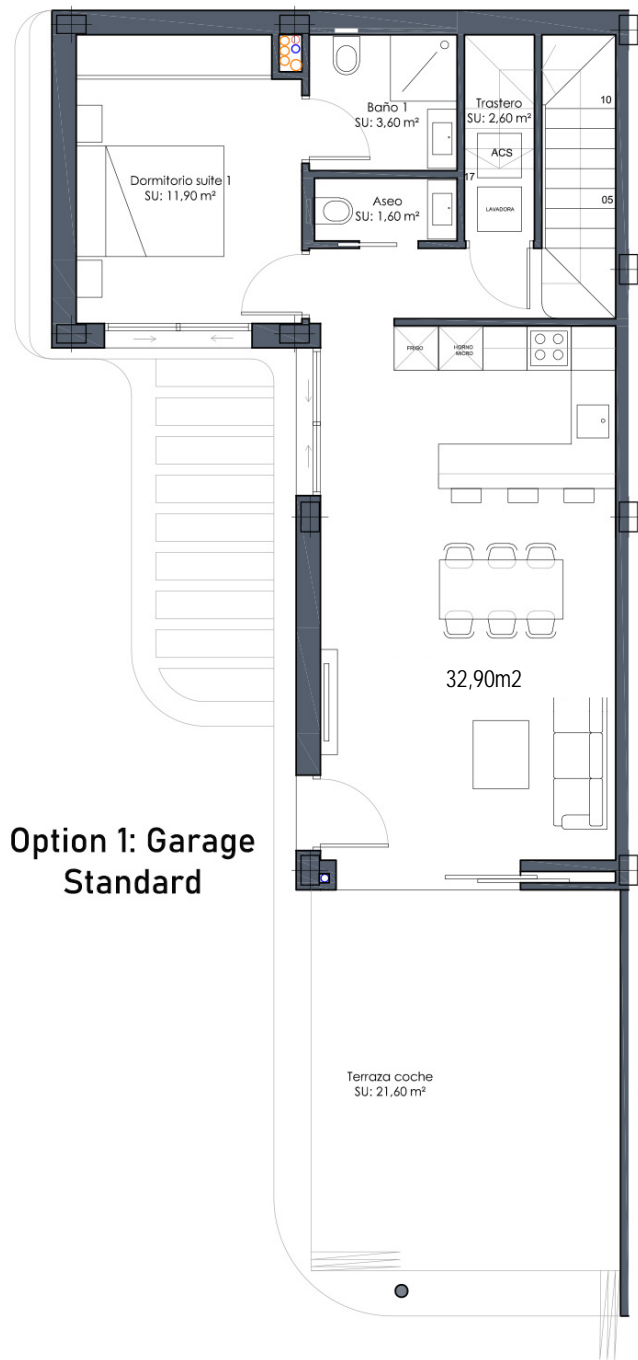 Baño 1
SU: 3,60 m²
Trastero
SU: 2,60 m²
10
ACS
17
Dormitorio suite 1
SU: 11,90 m²
Aseo
SU: 1,60 m²
LAVADORA
05
FRIGO
HORNO
MICRO
32,90m2
Option 1: Garage
Standard
Terraza coche
SU: 21,60 m²